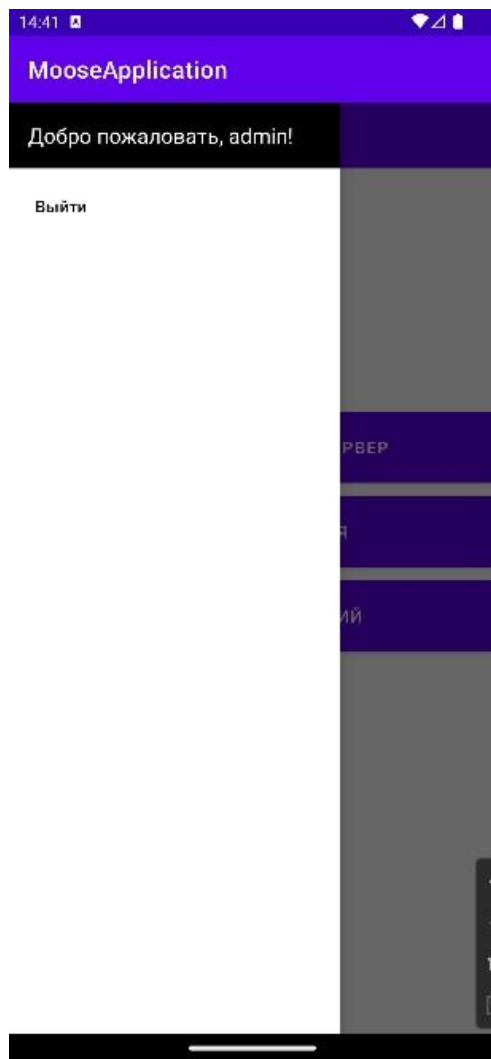 14:41
MooseApplication
Добро пожаловать, admin!
Выйти
РВЕР
Я
ИЙ